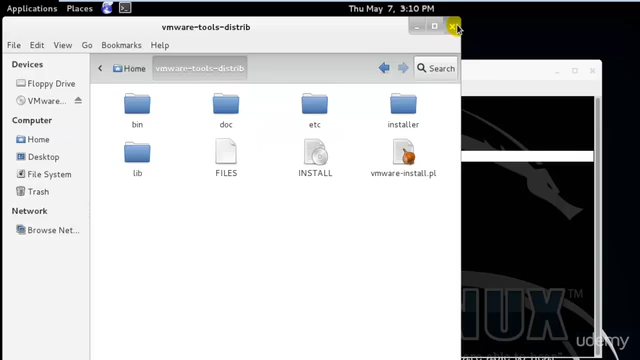 Applications Places Thu May 7, 3:10 PM
vmware-tools-distrib
File Edit View Go Bookmarks Help
Home vmware-tools-distrib Search
Devices
Floppy Drive
VMware...
Computer
Home
Desktop
File System
Trash
Network
Browse Net...
bin doc etc installer
lib FILES INSTALL vmware-install.pl
NUX™
udemy